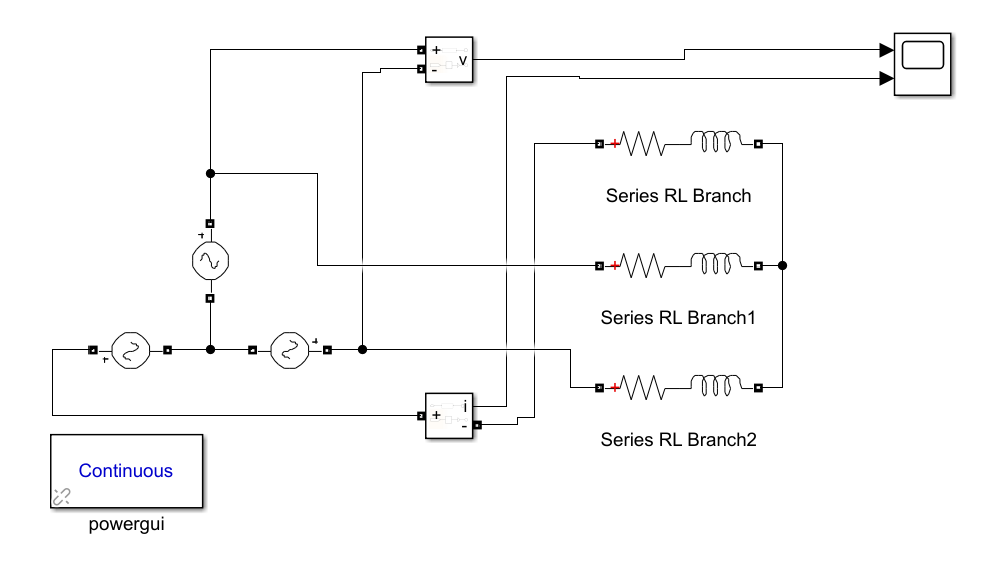 +
v
-
+
Series RL Branch
+
+
Series RL Branch1
+
+
+
i
+
-
Series RL Branch2
Continuous
powergui